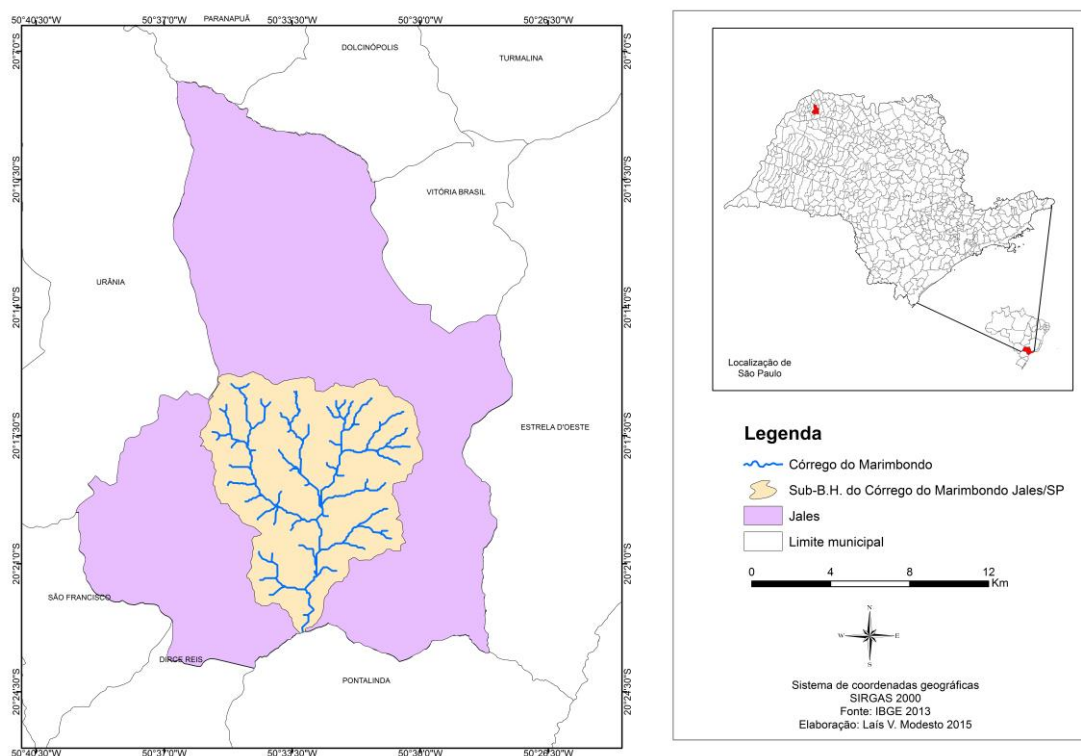 50°40'30"W
50°37'0"W
50°33'30"W
50°30'0"W
50°26'30"W
PARANAPUÃ
DOLCINÓPOLIS
TURMALINA
VITÓRIA BRASIL
URÂNIA
ESTRELA D'OESTE
SÃO FRANCISCO
DIRCE REIS
PONTALINDA
20°7'0"S
20°10'30"S
20°14'0"S
20°17'30"S
20°21'0"S
20°24'30"S
20°7'0"S
20°10'30"S
20°14'0"S
20°17'30"S
20°21'0"S
20°24'30"S
50°40'30"W
50°37'0"W
50°33'30"W
50°30'0"W
50°26'30"W
Localização de
São Paulo
Legenda
Córrego do Marimbondo
Sub-B.H. do Córrego do Marimbondo Jales/SP
Jales
Limite municipal
0 4 8 12
Km
N
W E
S
Sistema de coordenadas geográficas
SIRGAS 2000
Fonte: IBGE 2013
Elaboração: Laís V. Modesto 2015